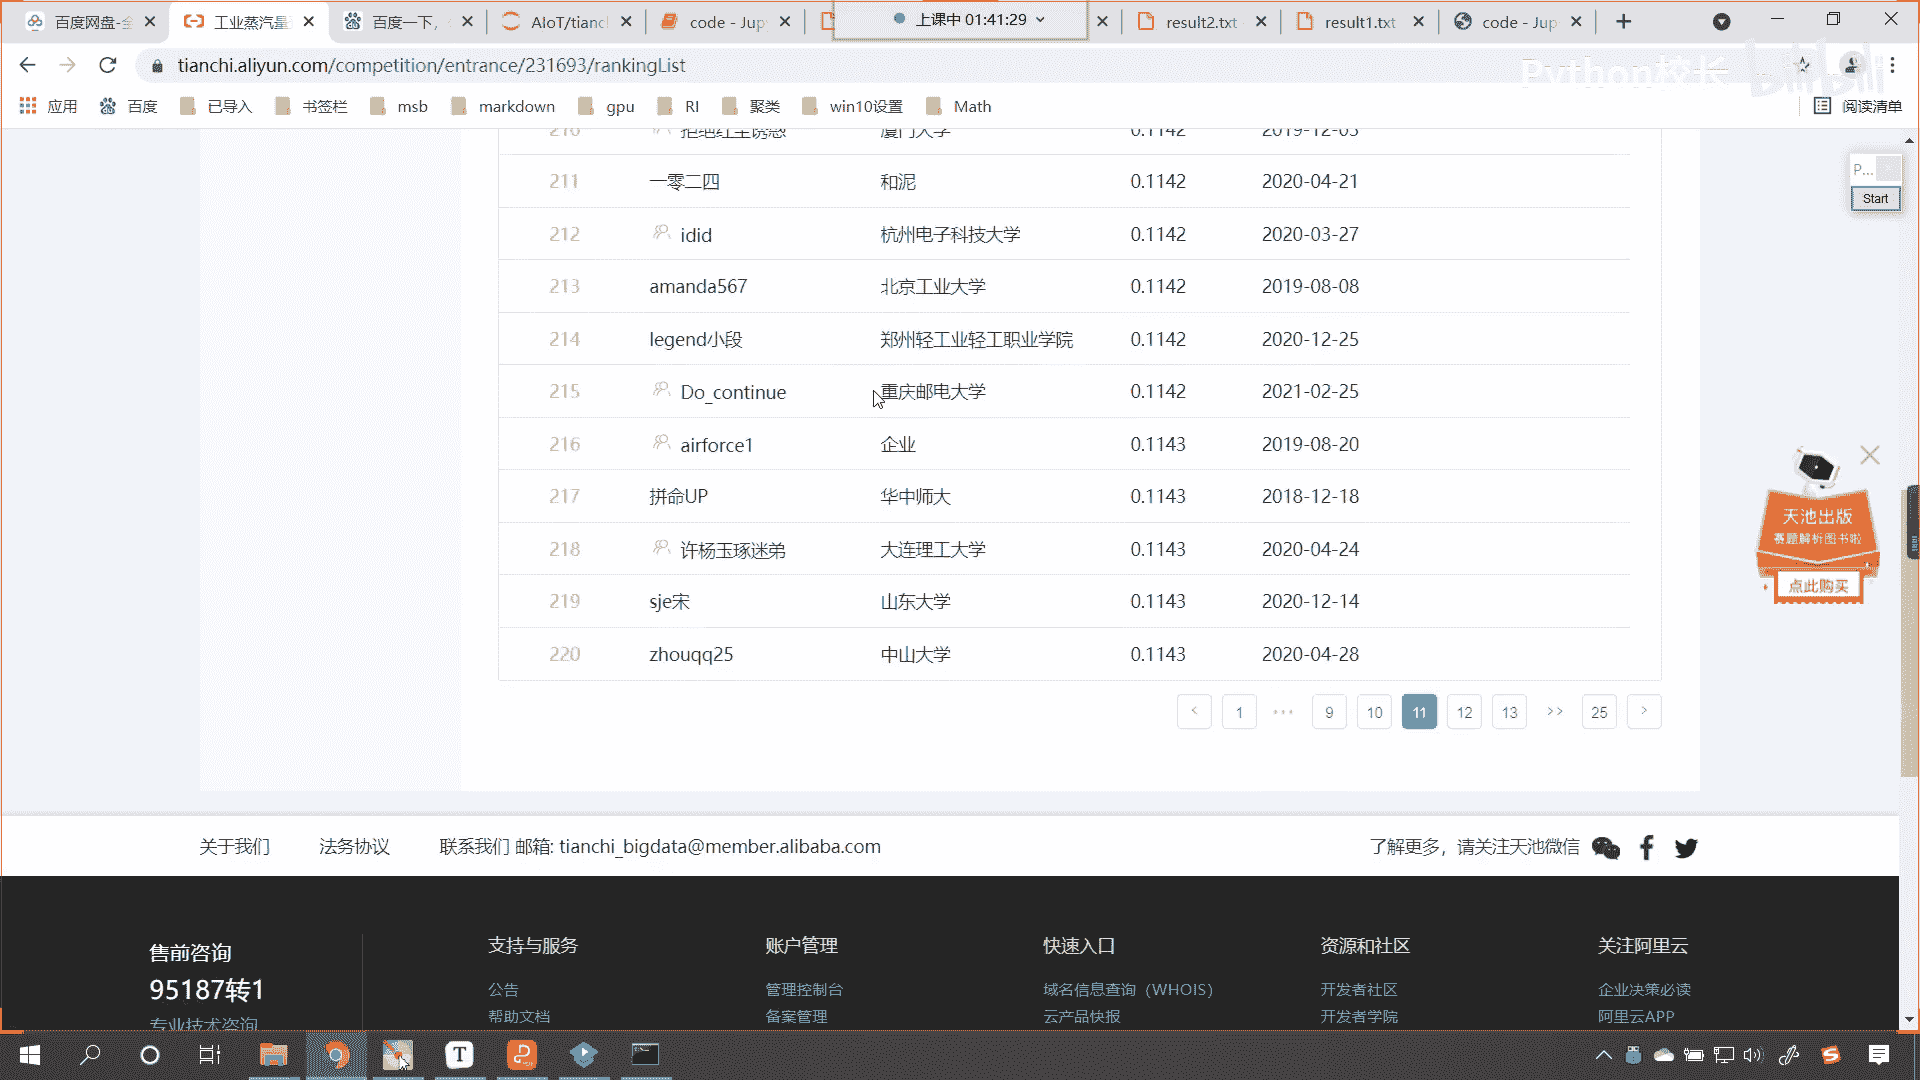 百度网盘-全
工业蒸汽量
百度一下，
AIoT/tianc
code - Jup
上课中 01:41:29
result2.txt
result1.txt
code - Jup
tianchi.aliyun.com/competition/entrance/231693/rankingList
Python校长
bilibili
应用
百度
已导入
书签栏
msb
markdown
gpu
RI
聚类
win10设置
Math
阅读清单
210 拒绝红尘诱惑 厦门大学 0.1142 2019-12-05
211 一零二四 和泥 0.1142 2020-04-21
212 idid 杭州电子科技大学 0.1142 2020-03-27
213 amanda567 北京工业大学 0.1142 2019-08-08
214 legend小段 郑州轻工业轻工职业学院 0.1142 2020-12-25
215 Do_continue 重庆邮电大学 0.1142 2021-02-25
216 airforce1 企业 0.1143 2019-08-20
217 拼命UP 华中师大 0.1143 2018-12-18
218 许杨玉琢迷弟 大连理工大学 0.1143 2020-04-24
219 sje宋 山东大学 0.1143 2020-12-14
220 zhouqq25 中山大学 0.1143 2020-04-28
P...
Start
天池出版
赛题解析图书啦
点此购买
< 1 ··· 9 10 11 12 13 >> 25 >
关于我们 法务协议 联系我们 邮箱: tianchi_bigdata@member.alibaba.com
了解更多，请关注天池微信
售前咨询
95187转1
专业技术咨询
支持与服务
公告
帮助文档
账户管理
管理控制台
备案管理
快速入口
域名信息查询（WHOIS）
云产品快报
资源和社区
开发者社区
开发者学院
关注阿里云
企业决策必读
阿里云APP